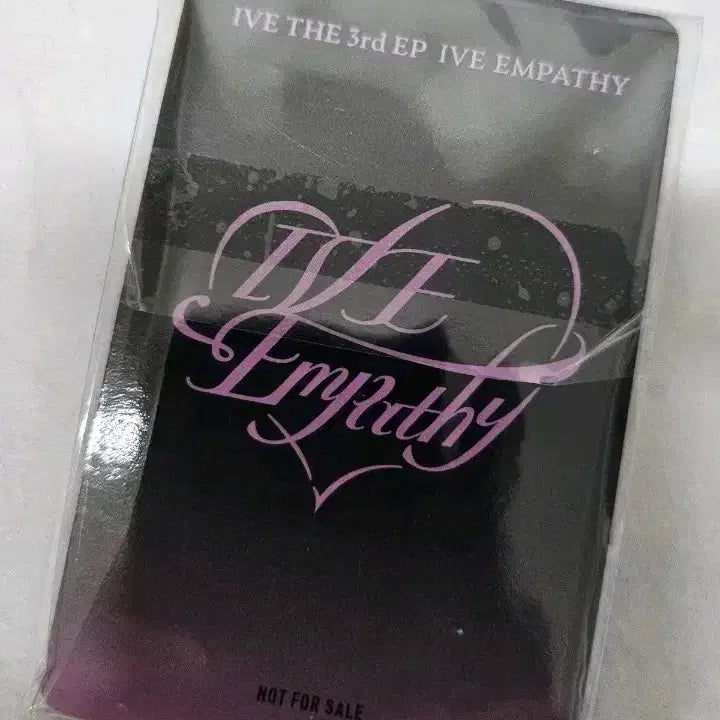 IVE THE 3rd EP IVE EMPATHY
IVE
Empathy
NOT FOR SALE